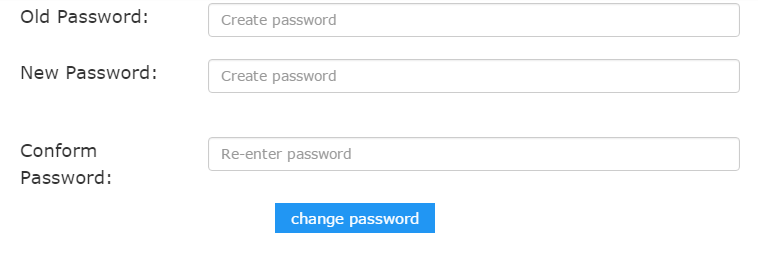 Old Password:
Create password
New Password:
Create password
Conform
Password:
Re-enter password
change password